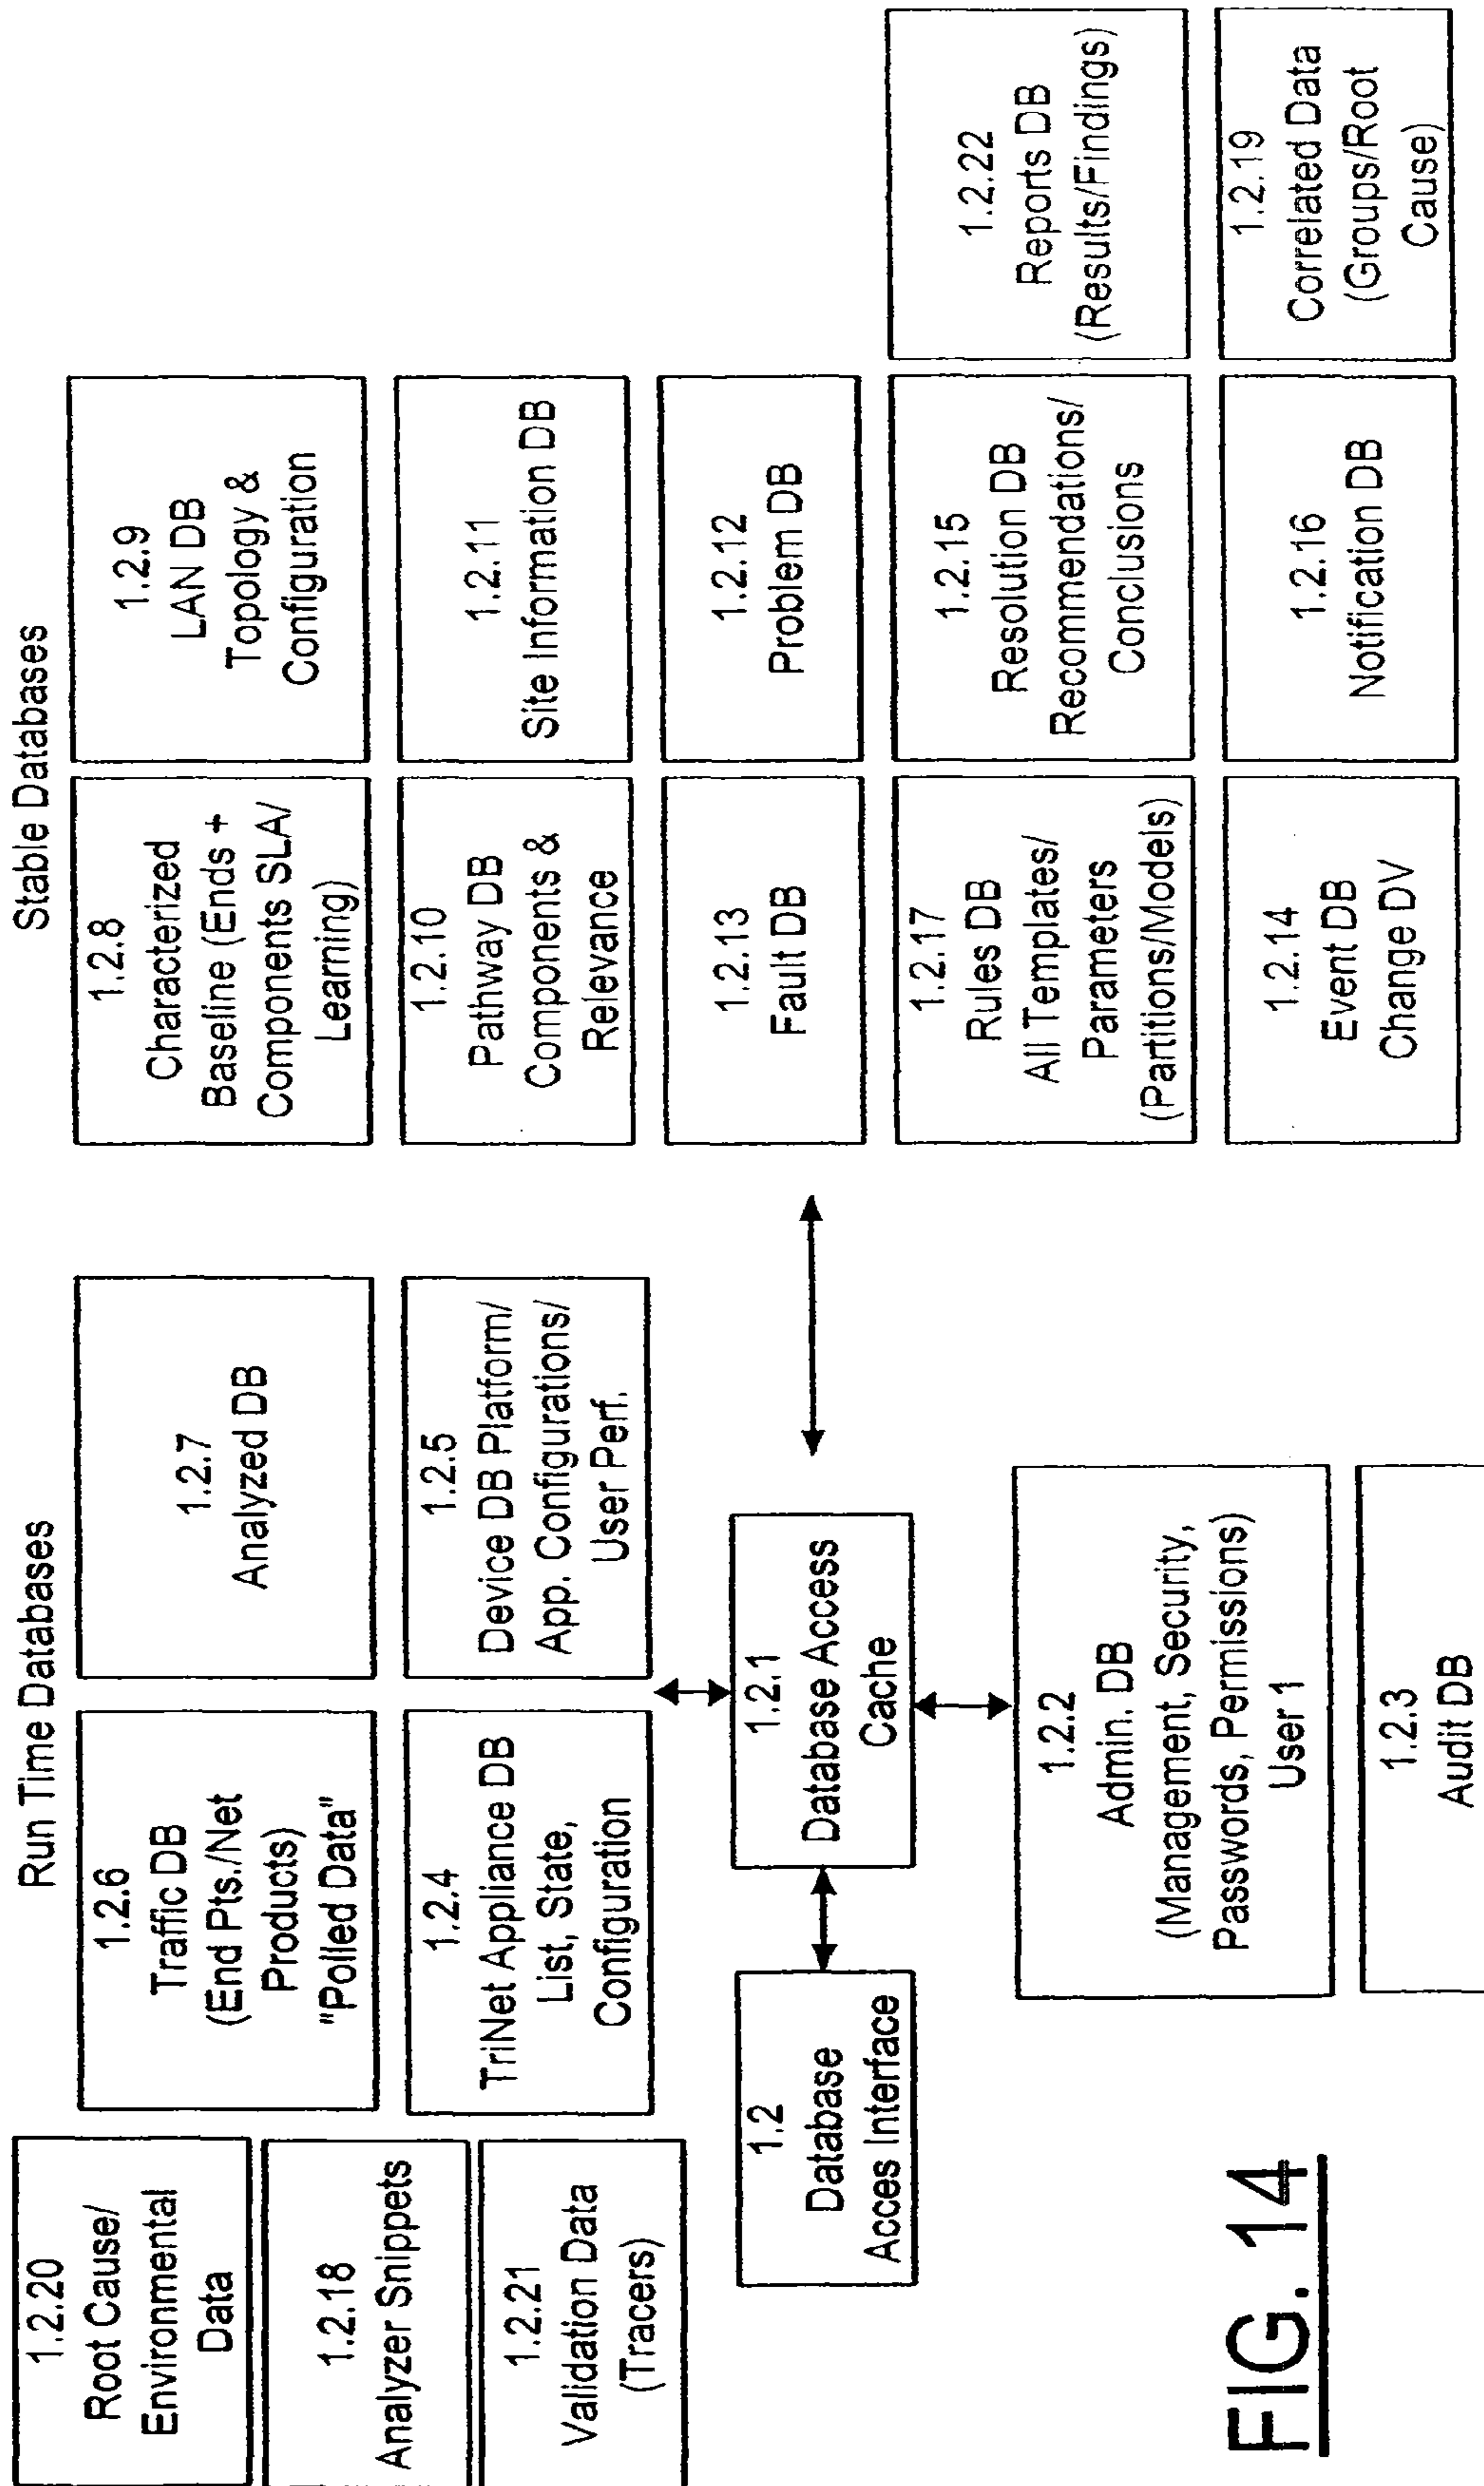 Run Time Databases
Stable Databases
1.2.20
Root Cause/
Environmental
Data
1.2.18
Analyzer Snippets
1.2.21
Validation Data
(Tracers)
1.2.6
Traffic DB
(End Pts./Net
Products)
"Polled Data"
1.2.7
Analyzed DB
1.2.4
TriNet Appliance DB
List, State,
Configuration
1.2.5
Device DB Platform/
App. Configurations/
User Perf.
1.2
Database
Acces Interface
1.2.1
Database Access
Cache
1.2.2
Admin. DB
(Management, Security,
Passwords, Permissions)
User 1
1.2.3
Audit DB
1.2.8
Characterized
Baseline (Ends +
Components SLA/
Learning)
1.2.9
LAN DB
Topology &
Configuration
1.2.10
Pathway DB
Components &
Relevance
1.2.11
Site Information DB
1.2.13
Fault DB
1.2.12
Problem DB
1.2.17
Rules DB
All Templates/
Parameters
(Partitions/Models)
1.2.15
Resolution DB
Recommendations/
Conclusions
1.2.22
Reports DB
(Results/Findings)
1.2.14
Event DB
Change DV
1.2.16
Notification DB
1.2.19
Correlated Data
(Groups/Root
Cause)
FIG. 14